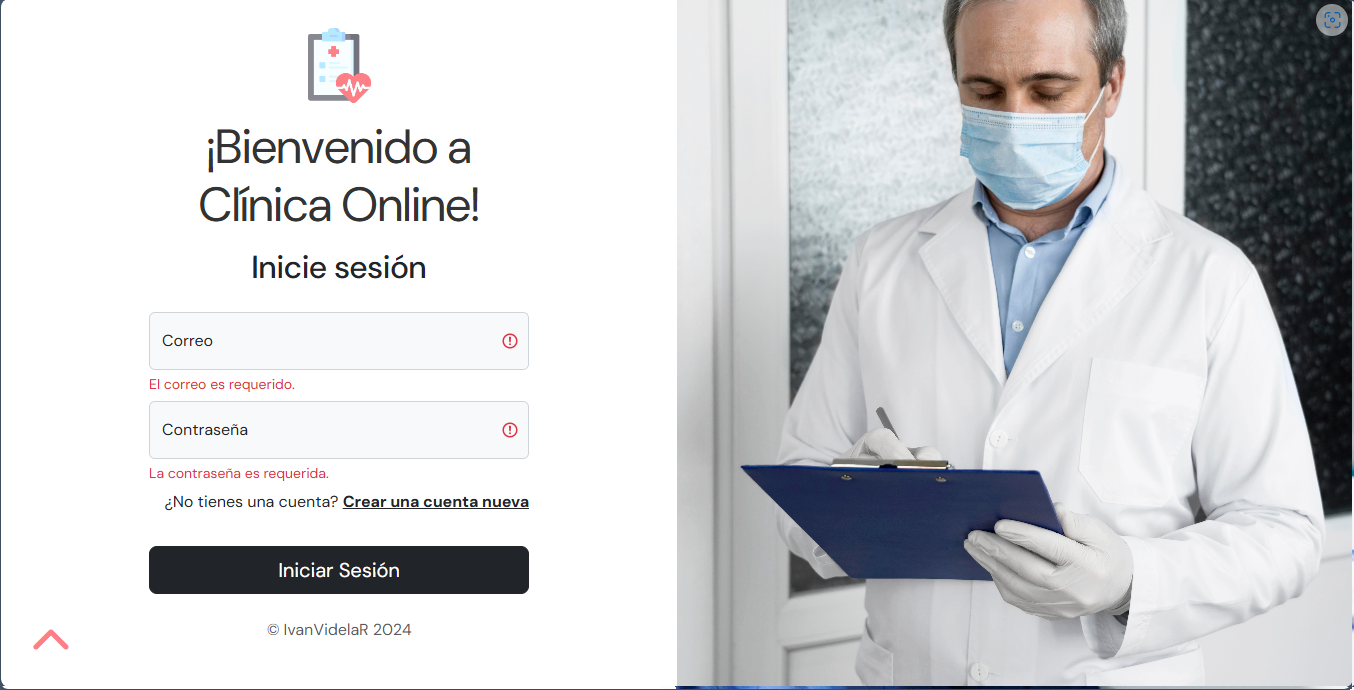 ¡Bienvenido a
Clínica Online!
Inicie sesión
Correo
El correo es requerido.
Contraseña
La contraseña es requerida.
¿No tienes una cuenta? Crear una cuenta nueva
Iniciar Sesión
© IvanVidelaR 2024